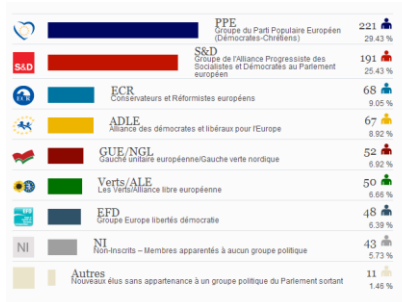 PPE
221
Groupe du Parti Populaire Européen
(Démocrates-Chrétiens)
29.43 %
S&D
S&D
191
Groupe de l'Alliance Progressiste des
Socialistes et Démocrates au Parlement
européen
25.43 %
ECR
ECR
68
Conservateurs et Réformistes européens
9.05 %
ADLE
67
Alliance des démocrates et libéraux pour l'Europe
8.92 %
GUE/NGL
52
Gauche unitaire européenne/Gauche verte nordique
6.92 %
Verts/ALE
50
Les Verts/Alliance libre européenne
6.66 %
EFD
48
Groupe Europe libertés démocratie
6.39 %
NI
NI
43
Non-Inscrits – Membres apparentés à aucun groupe politique
5.73 %
Autres
11
Nouveaux élus sans appartenance à un groupe politique du Parlement sortant
1.46 %